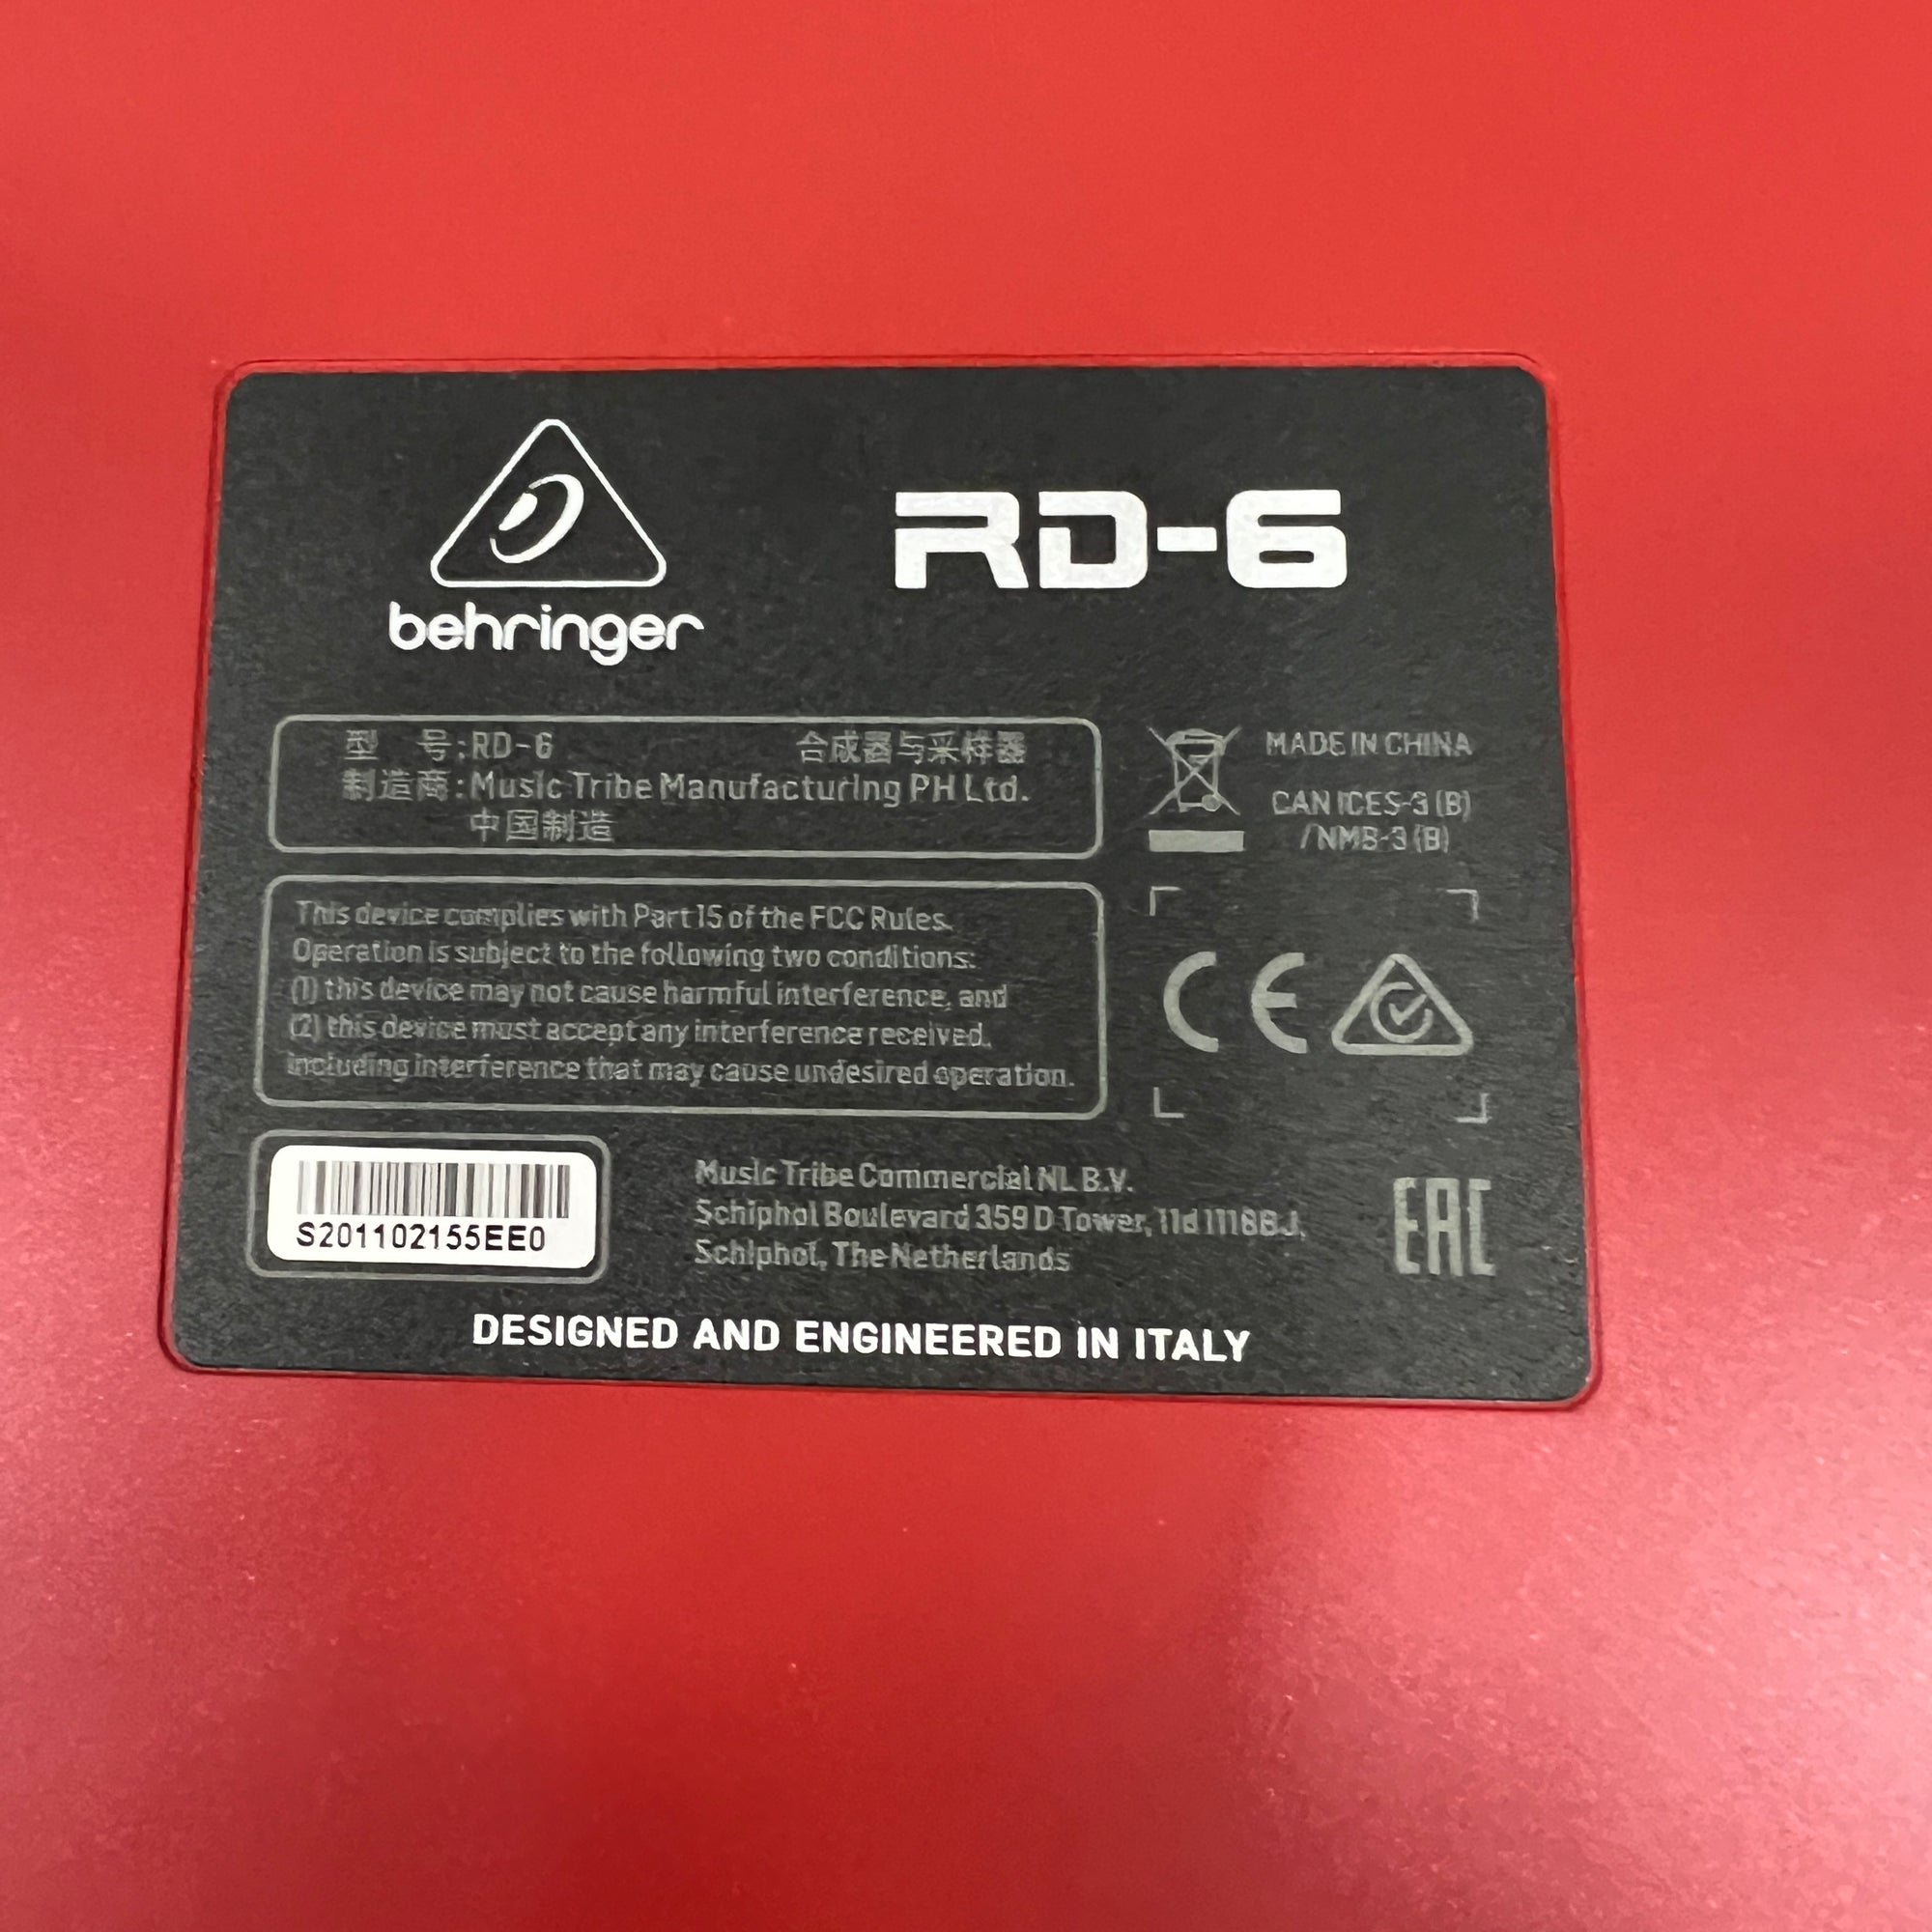 behringer
RD-6
型 号:RD-6 合成器与采样器
制造商:Music Tribe Manufacturing PH Ltd.
中国制造
MADE IN CHINA
CAN ICES-3 (B)
/NMB-3 (B)
This device complies with Part 15 of the FCC Rules.
Operation is subject to the following two conditions:
(1) this device may not cause harmful interference, and
(2) this device must accept any interference received,
including interference that may cause undesired operation.
CE
S201102155EE0
Music Tribe Commercial NL B.V.
Schiphol Boulevard 359 D Tower, 11d 1118BJ,
Schiphol, The Netherlands
EAC
DESIGNED AND ENGINEERED IN ITALY